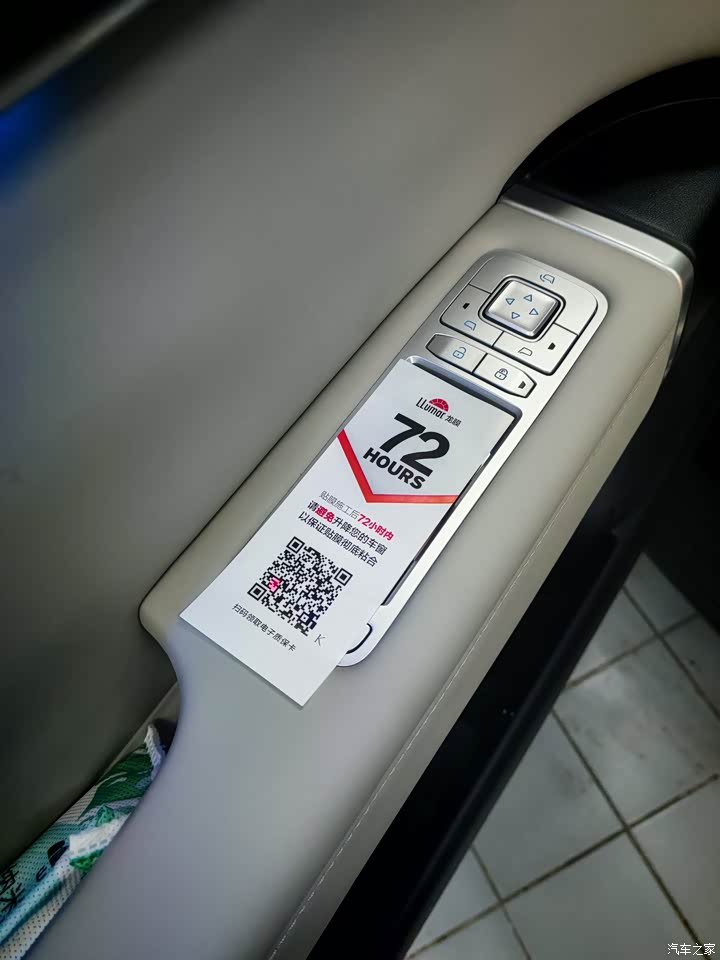 LLumar 龙膜
72
HOURS
贴膜施工后72小时内
请避免升降您的车窗
以保证贴膜彻底粘合
K
扫码领取电子质保卡
汽车之家